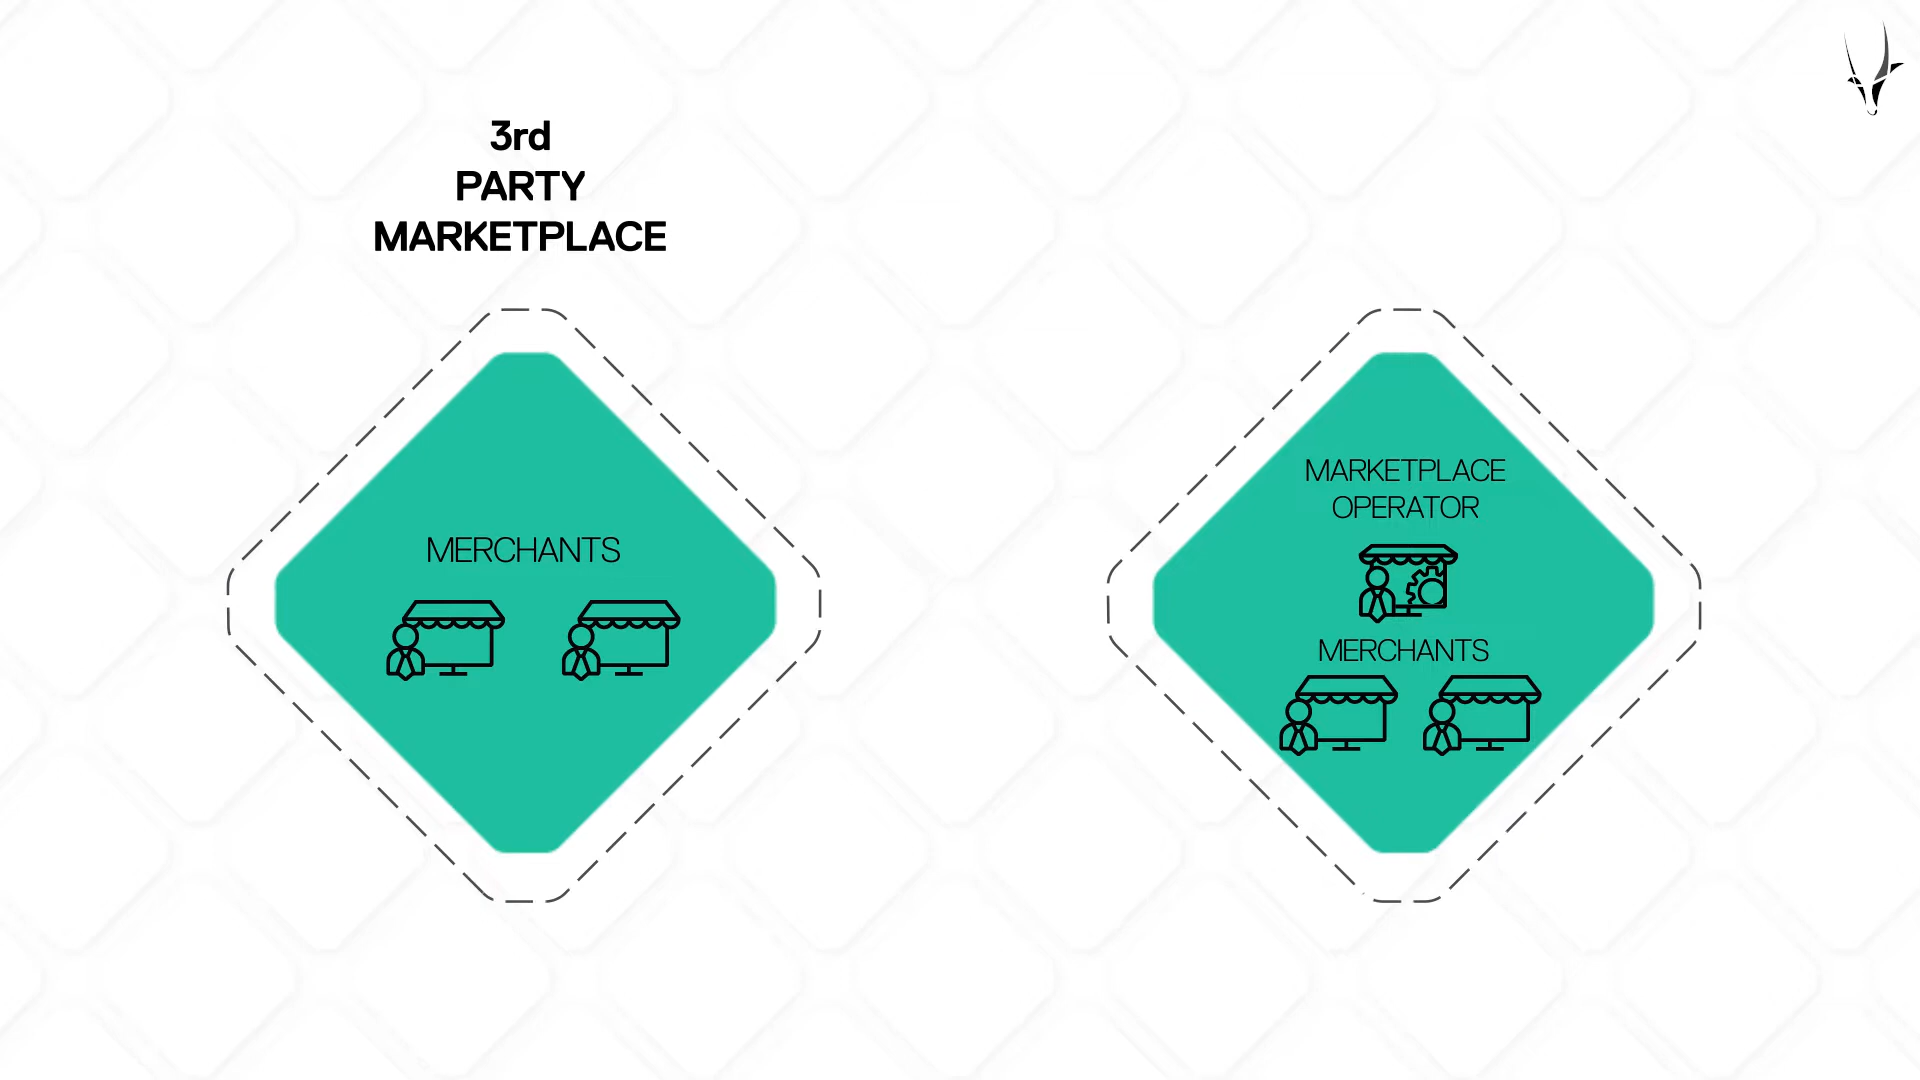 3rd
PARTY
MARKETPLACE
MERCHANTS
MARKETPLACE
OPERATOR
MERCHANTS